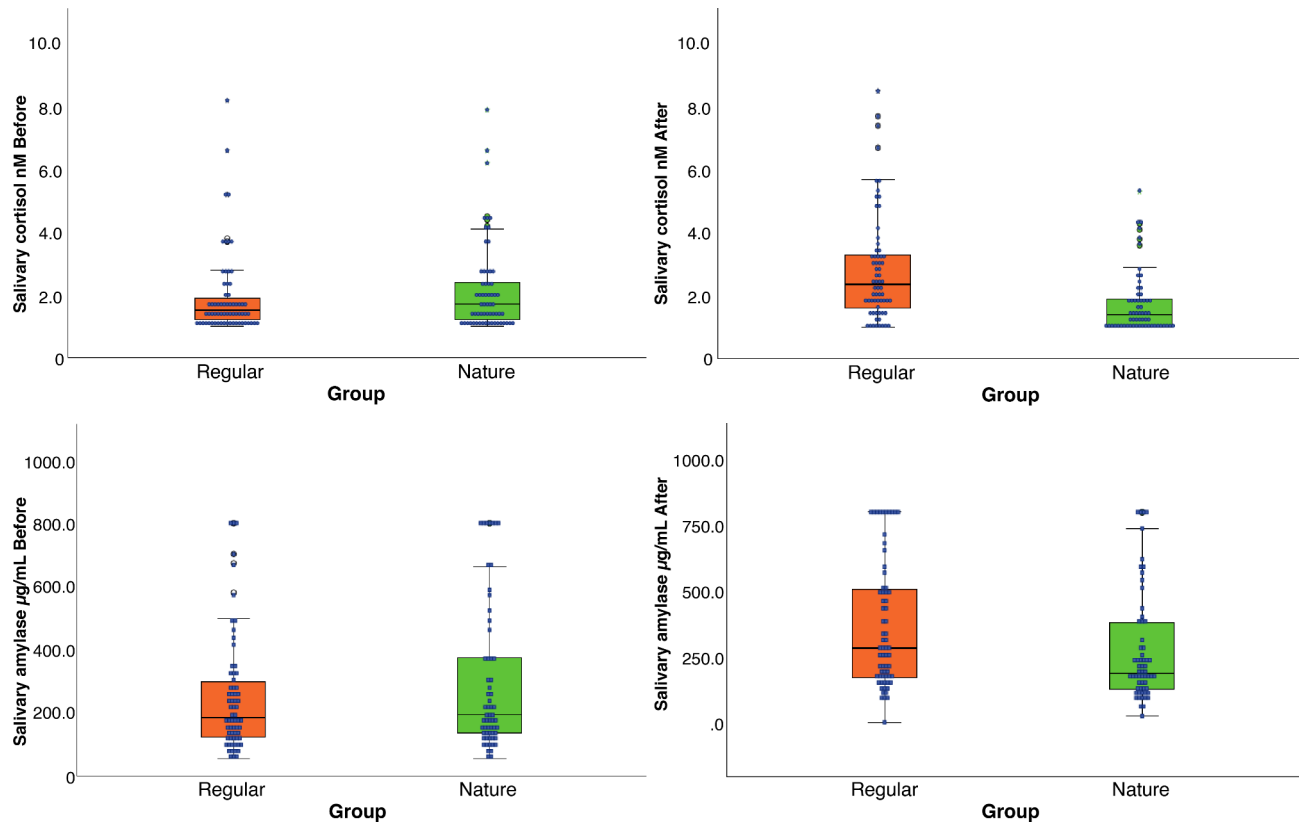 Salivary cortisol nM Before
10.0
8.0
6.0
4.0
2.0
0
Regular
Nature
Group
Salivary cortisol nM After
10.0
8.0
6.0
4.0
2.0
0
Regular
Nature
Group
Salivary amylase µg/mL Before
1000.0
800.0
600.0
400.0
200.0
0
Regular
Nature
Group
Salivary amylase µg/mL After
1000.0
750.0
500.0
250.0
.0
Regular
Nature
Group